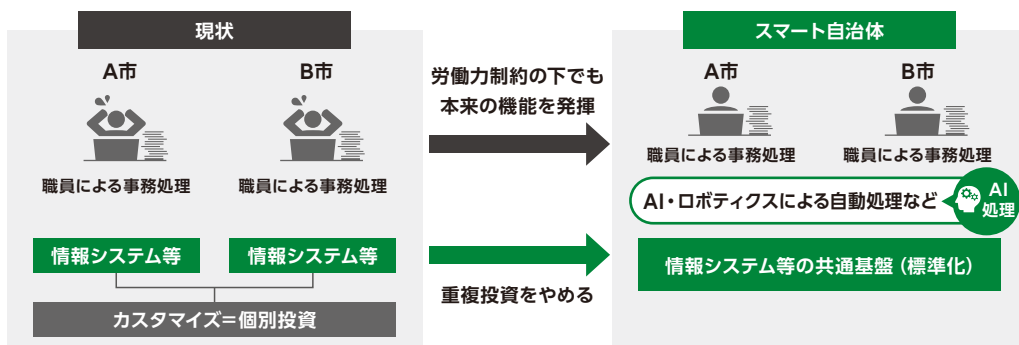 現状
A市
B市
職員による事務処理
職員による事務処理
情報システム等
情報システム等
カスタマイズ＝個別投資
労働力制約の下でも
本来の機能を発揮
重複投資をやめる
スマート自治体
A市
B市
職員による事務処理
職員による事務処理
AI・ロボティクスによる自動処理など
AI
処理
情報システム等の共通基盤（標準化）